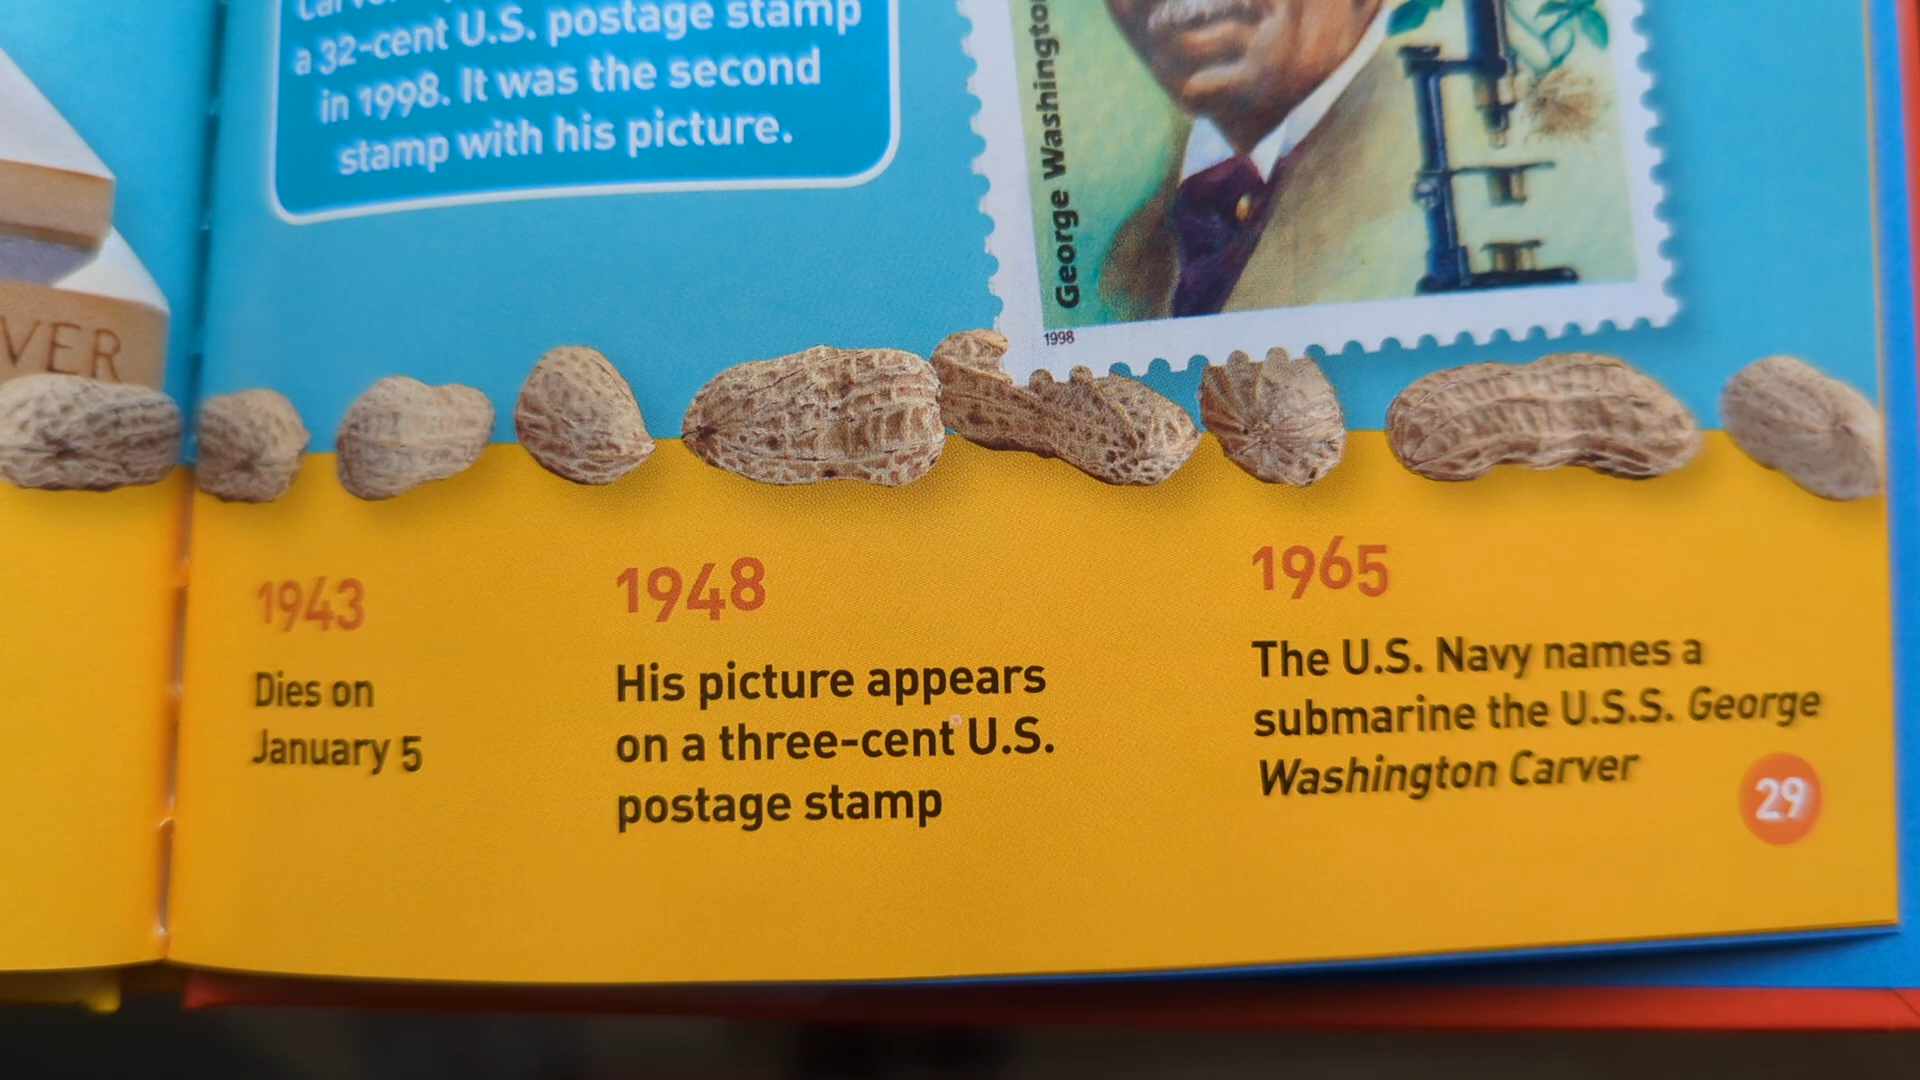 a 32-cent U.S. postage stamp
in 1998. It was the second
stamp with his picture.
George Washington
1998
VER
1943
Dies on
January 5
1948
His picture appears
on a three-cent U.S.
postage stamp
1965
The U.S. Navy names a
submarine the U.S.S. George
Washington Carver
29